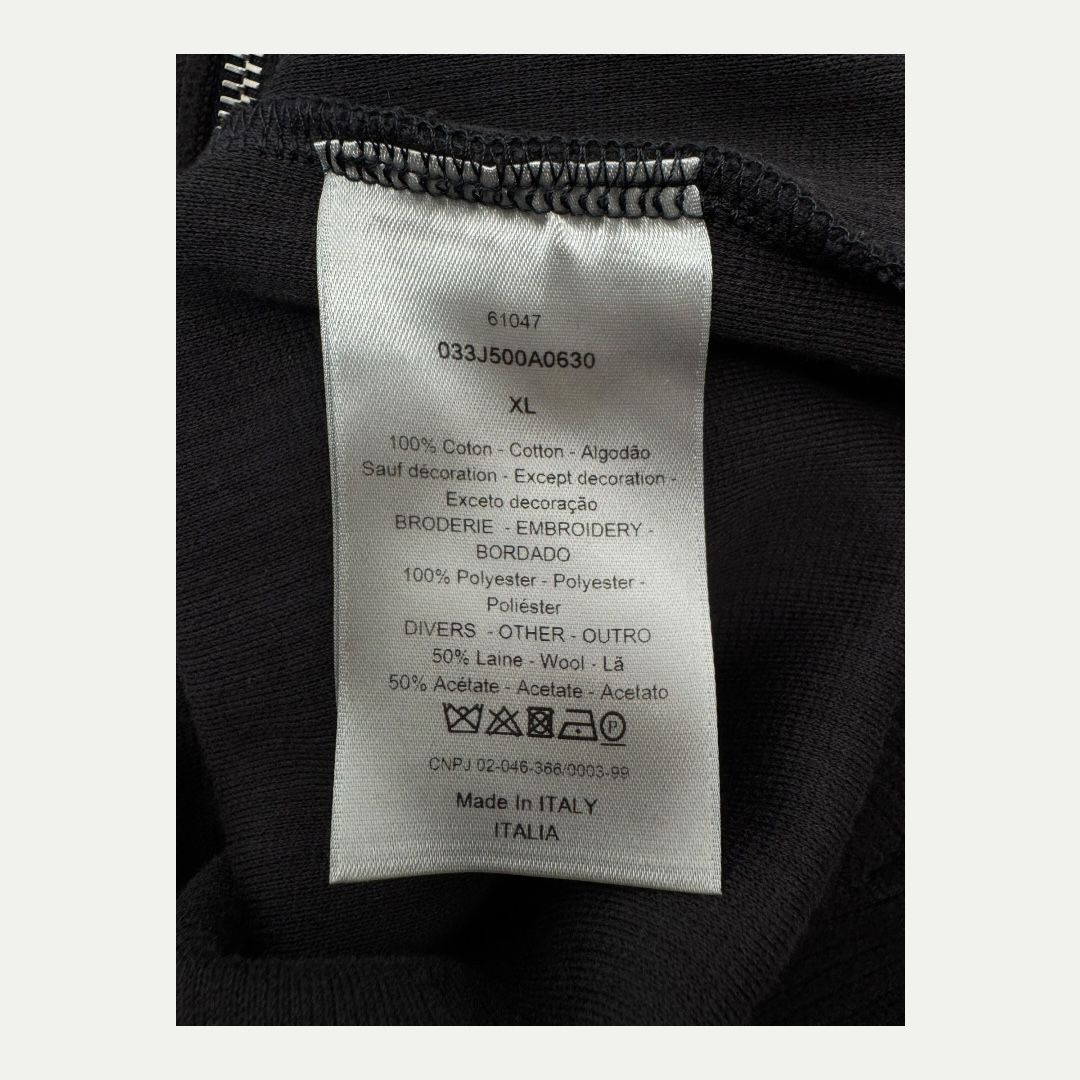 61047
033J500A0630
XL
100% Coton - Cotton - Algodão
Sauf décoration - Except decoration -
Exceto decoração
BRODERIE - EMBROIDERY -
BORDADO
100% Polyester - Polyester -
Poliéster
DIVERS - OTHER - OUTRO
50% Laine - Wool - Lã
50% Acétate - Acetate - Acetato
P
CNPJ 02-046-366/0003-99
Made In ITALY
ITALIA